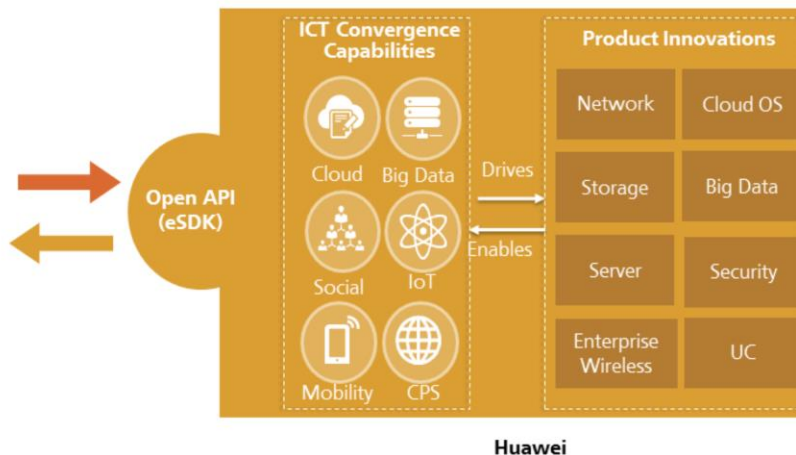 ICT Convergence
Capabilities
Product Innovations
Cloud
Big Data
Social
IoT
Mobility
CPS
Open API
(eSDK)
Drives
Enables
Network
Cloud OS
Storage
Big Data
Server
Security
Enterprise
Wireless
UC
Huawei